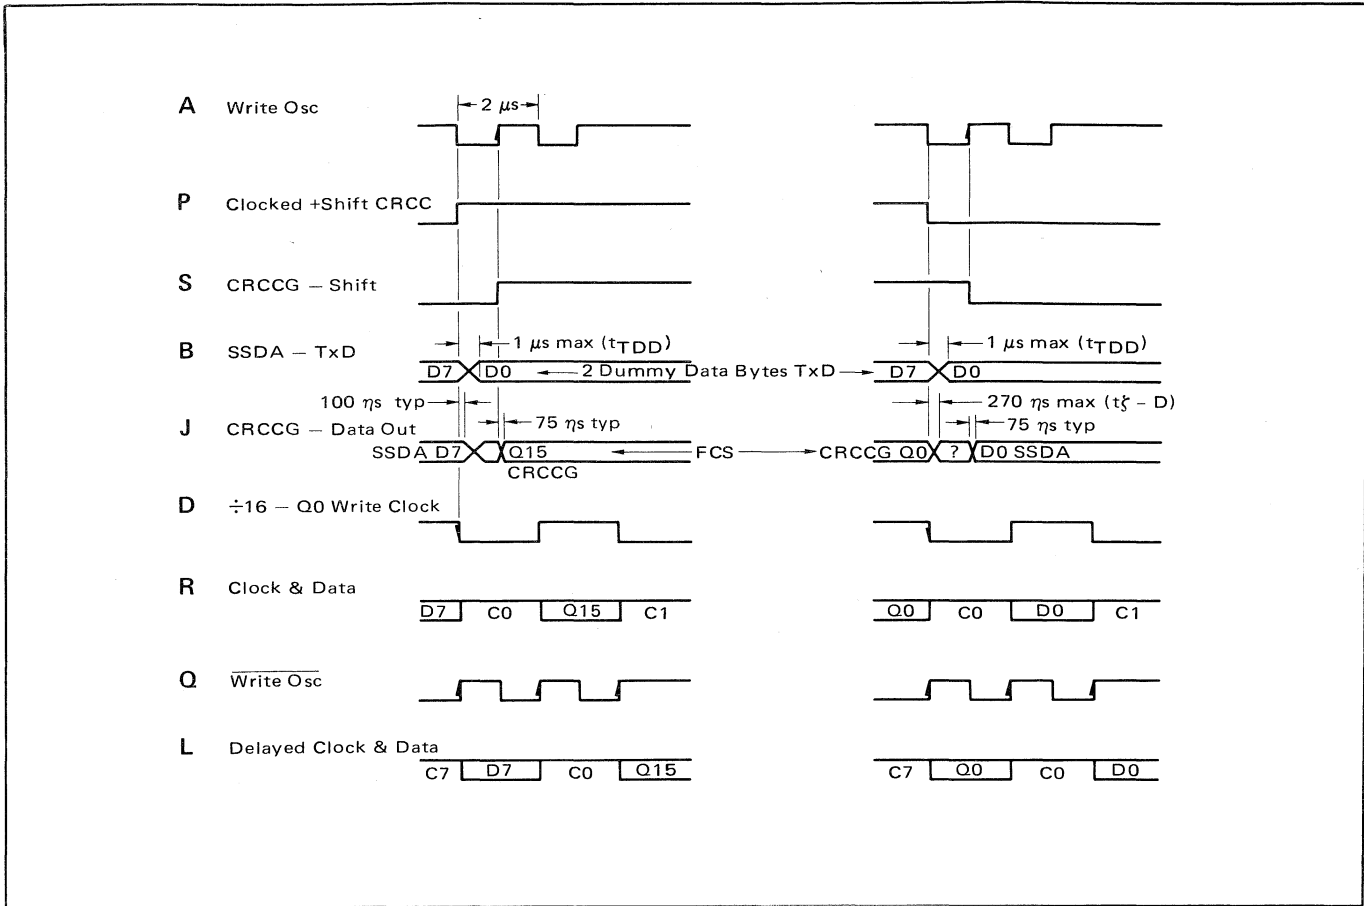 A Write Osc
2 μs
P Clocked +Shift CRCC
S CRCCG – Shift
1 μs max (tTDD)
1 μs max (tTDD)
B SSDA – TxD
D7 D0 2 Dummy Data Bytes TxD D7 D0
100 ηs typ
270 ηs max (tζ - D)
75 ηs typ
75 ηs typ
J CRCCG – Data Out
SSDA D7 Q15 FCS CRCCG Q0 ? D0 SSDA
CRCCG
D ÷16 – Q0 Write Clock
R Clock & Data
D7 C0 Q15 C1 Q0 C0 D0 C1
Q Write Osc
L Delayed Clock & Data
C7 D7 C0 Q15 C7 Q0 C0 D0